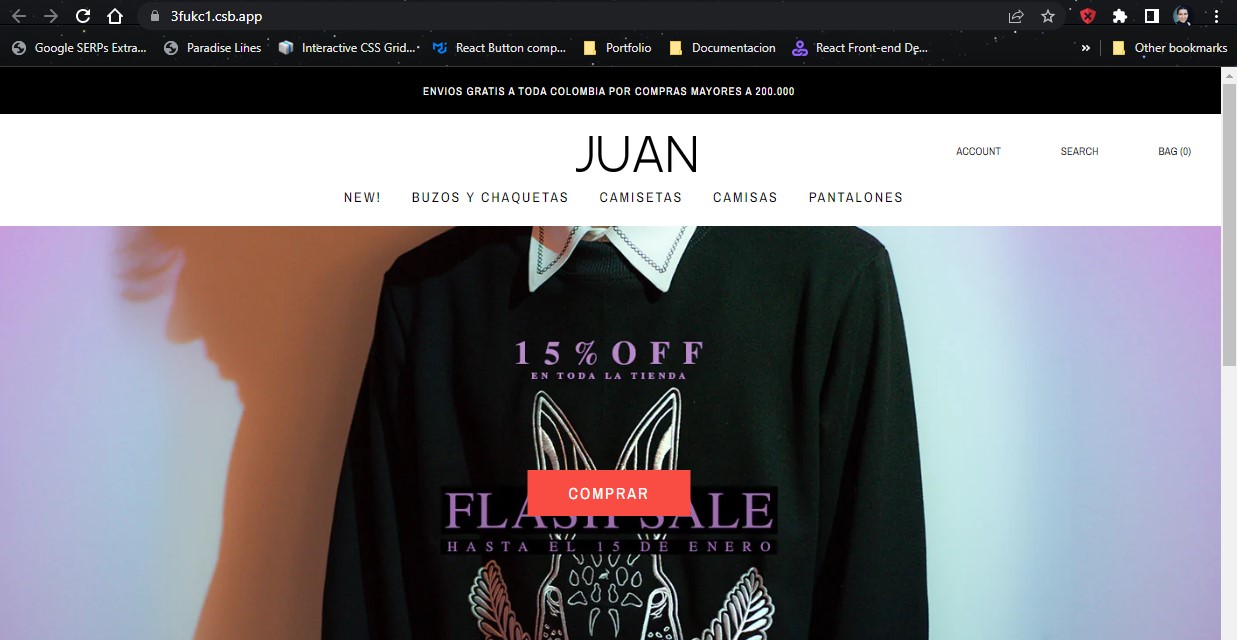 3fukc1.csb.app
Google SERPs Extra... Paradise Lihes Interactive CSS Grid... React Button comp... Portfolio Documentacion React Front-end De... » Other bookmarks
ENVIOS GRATIS A TODA COLOMBIA POR COMPRAS MAYORES A 200.000
JUAN
ACCOUNT SEARCH BAG (0)
NEW! BUZOS Y CHAQUETAS CAMISETAS CAMISAS PANTALONES
15% OFF
EN TODA LA TIENDA
COMPRAR
FLASH SALE
HASTA EL 15 DE ENERO